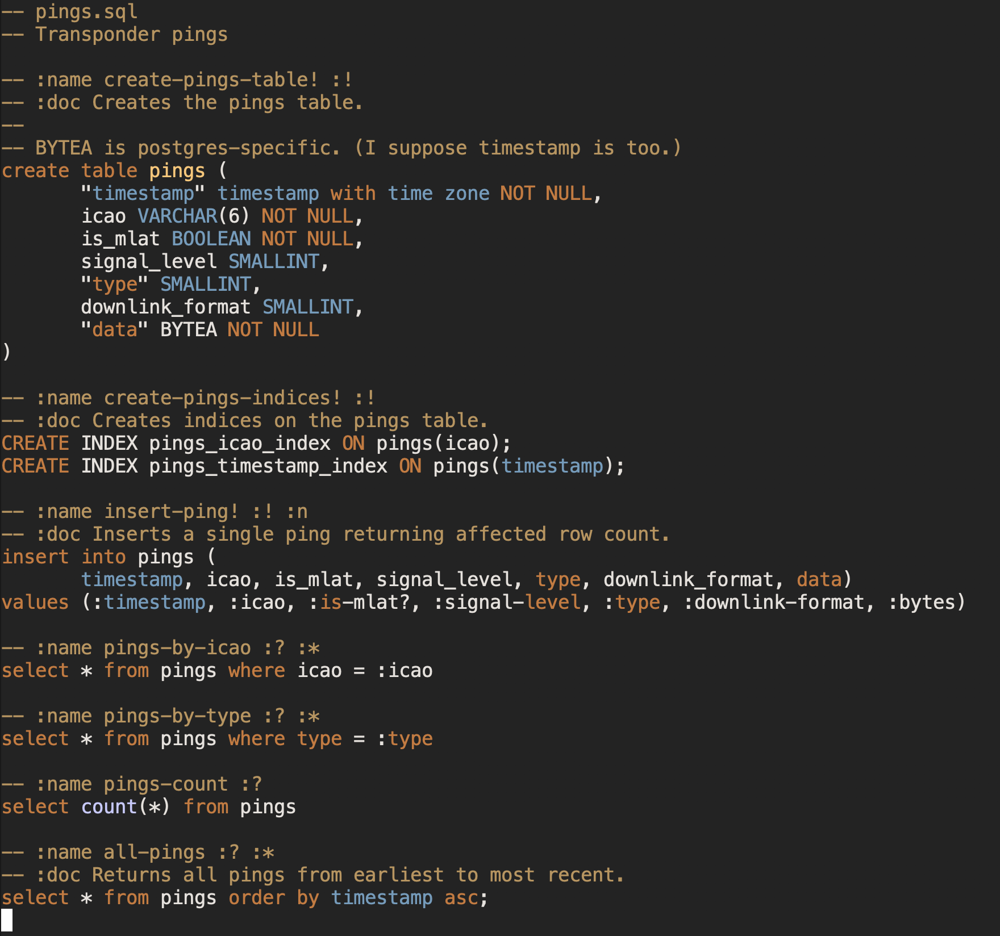 -- pings.sql
-- Transponder pings
-- :name create-pings-table! :!
-- :doc Creates the pings table.
--
-- BYTEA is postgres-specific. (I suppose timestamp is too.)
create table pings (
"timestamp" timestamp with time zone NOT NULL,
icao VARCHAR(6) NOT NULL,
is_mlat BOOLEAN NOT NULL,
signal_level SMALLINT,
"type" SMALLINT,
downlink_format SMALLINT,
"data" BYTEA NOT NULL
)
-- :name create-pings-indices! :!
-- :doc Creates indices on the pings table.
CREATE INDEX pings_icao_index ON pings(icao);
CREATE INDEX pings_timestamp_index ON pings(timestamp);
-- :name insert-ping! :! :n
-- :doc Inserts a single ping returning affected row count.
insert into pings (
timestamp, icao, is_mlat, signal_level, type, downlink_format, data)
values (:timestamp, :icao, :is-mlat?, :signal-level, :type, :downlink-format, :bytes)
-- :name pings-by-icao :? :*
select * from pings where icao = :icao
-- :name pings-by-type :? :*
select * from pings where type = :type
-- :name pings-count :?
select count(*) from pings
-- :name all-pings :? :*
-- :doc Returns all pings from earliest to most recent.
select * from pings order by timestamp asc;